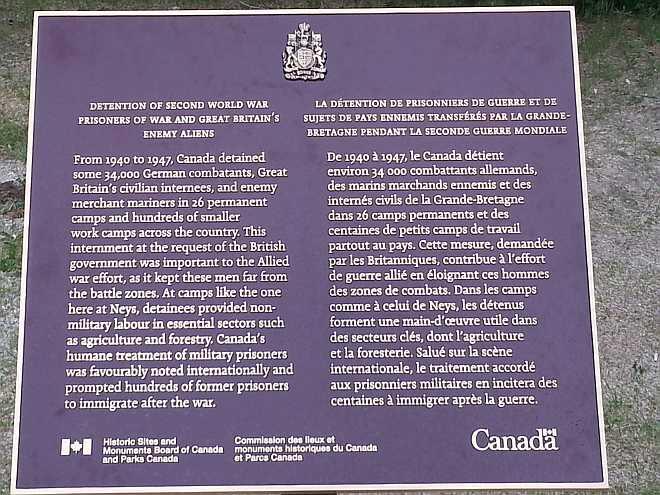 DETENTION OF SECOND WORLD WAR
PRISONERS OF WAR AND GREAT BRITAIN'S
ENEMY ALIENS
From 1940 to 1947, Canada detained
some 34,000 German combatants, Great
Britain's civilian internees, and enemy
merchant mariners in 26 permanent
camps and hundreds of smaller
work camps across the country. This
internment at the request of the British
government was important to the Allied
war effort, as it kept these men far from
the battle zones. At camps like the one
here at Neys, detainees provided non-
military labour in essential sectors such
as agriculture and forestry. Canada's
humane treatment of military prisoners
was favourably noted internationally and
prompted hundreds of former prisoners
to immigrate after the war.
LA DÉTENTION DE PRISONNIERS DE GUERRE ET DE
SUJETS DE PAYS ENNEMIS TRANSFÉRÉS PAR LA GRANDE-
BRETAGNE PENDANT LA SECONDE GUERRE MONDIALE
De 1940 à 1947, le Canada détient
environ 34 000 combattants allemands,
des marins marchands ennemis et des
internés civils de la Grande-Bretagne
dans 26 camps permanents et des
centaines de petits camps de travail
partout au pays. Cette mesure, demandée
par les Britanniques, contribue à l'effort
de guerre allié en éloignant ces hommes
des zones de combats. Dans les camps
comme à celui de Neys, les détenus
forment une main-d'œuvre utile dans
des secteurs clés, dont l'agriculture
et la foresterie. Salué sur la scène
internationale, le traitement accordé
aux prisonniers militaires en incitera des
centaines à immigrer après la guerre.
Historic Sites and
Monuments Board of Canada
and Parks Canada
Commission des lieux et
monuments historiques du Canada
et Parcs Canada
Canada